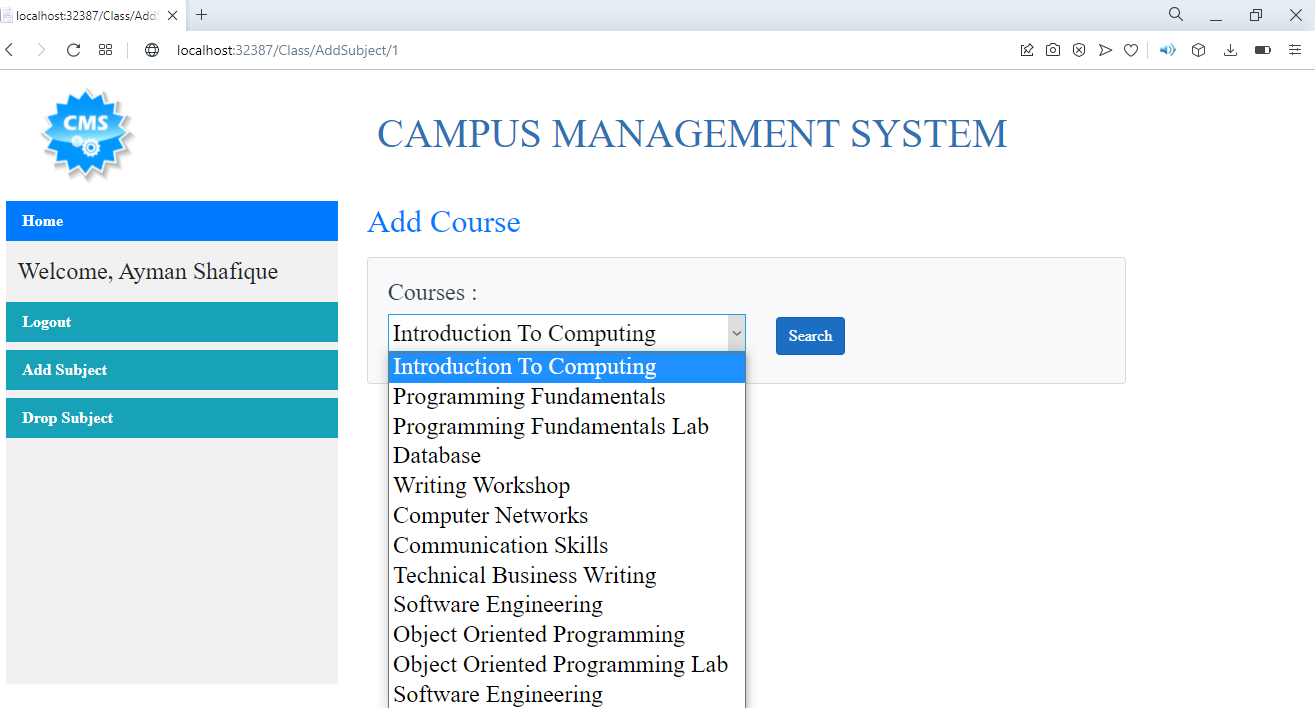 localhost:32387/Class/AddS
localhost:32387/Class/AddSubject/1
CMS
CAMPUS MANAGEMENT SYSTEM
Home
Welcome, Ayman Shafique
Logout
Add Subject
Drop Subject
Add Course
Courses :
Introduction To Computing
Search
Introduction To Computing
Programming Fundamentals
Programming Fundamentals Lab
Database
Writing Workshop
Computer Networks
Communication Skills
Technical Business Writing
Software Engineering
Object Oriented Programming
Object Oriented Programming Lab
Software Engineering